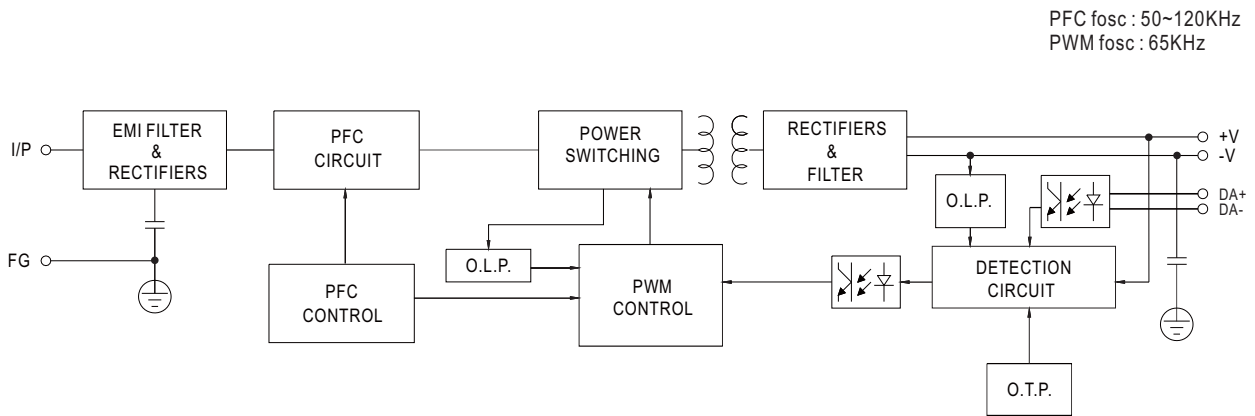 PFC fosc : 50~120KHz
PWM fosc : 65KHz
I/P
EMI FILTER
&
RECTIFIERS
PFC
CIRCUIT
POWER
SWITCHING
RECTIFIERS
&
FILTER
+V
-V
DA+
DA-
O.L.P.
FG
O.L.P.
PFC
CONTROL
PWM
CONTROL
DETECTION
CIRCUIT
O.T.P.